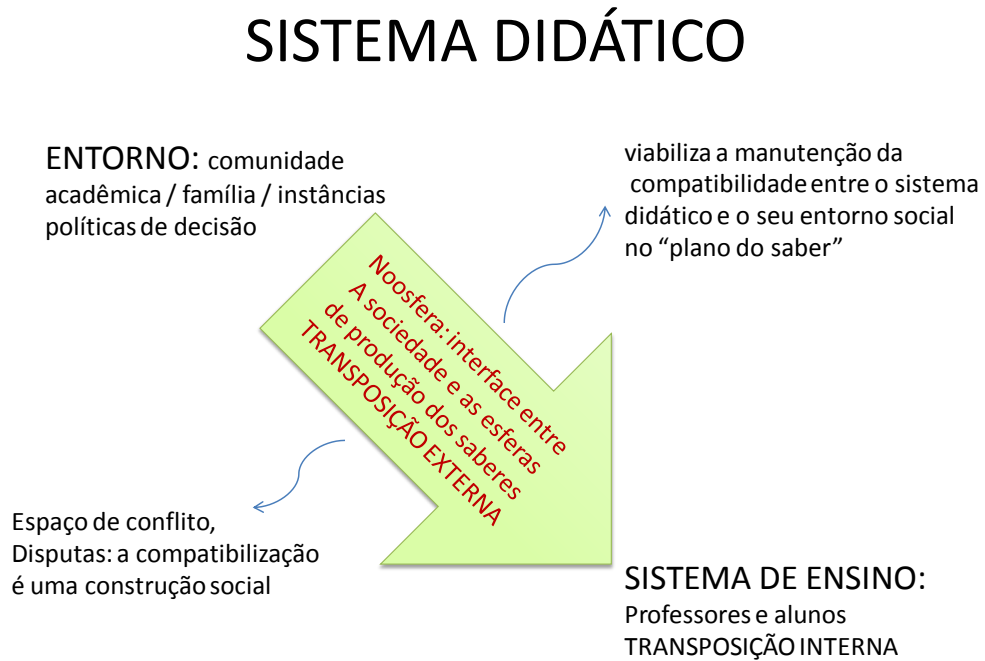 SISTEMA DIDÁTICO
ENTORNO: comunidade
acadêmica / família / instâncias
políticas de decisão
viabiliza a manutenção da
compatibilidade entre o sistema
didático e o seu entorno social
no “plano do saber”
Noosfera: interface entre
A sociedade e as esferas
de produção dos saberes
TRANSPOSIÇÃO EXTERNA
Espaço de conflito,
Disputas: a compatibilização
é uma construção social
SISTEMA DE ENSINO:
Professores e alunos
TRANSPOSIÇÃO INTERNA